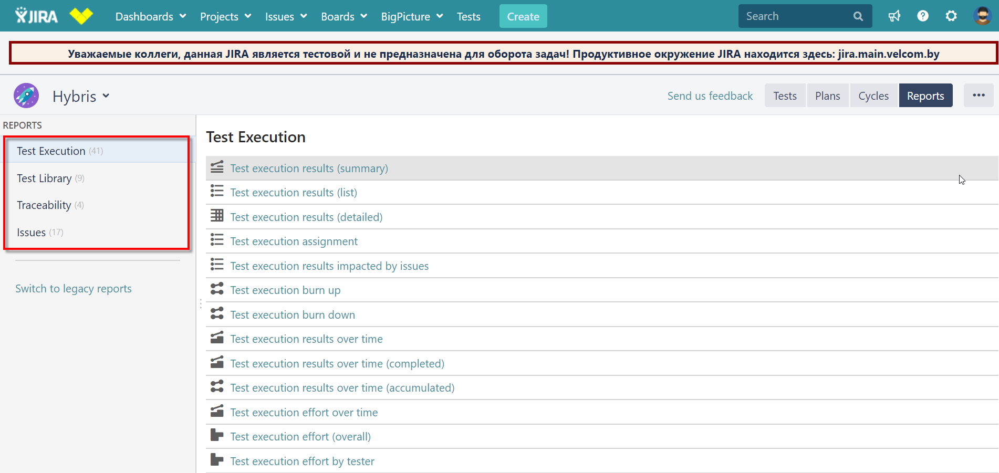 JIRA Dashboards Projects Issues Boards BigPicture Tests Create Search
Уважаемые коллеги, данная JIRA является тестовой и не предназначена для оборота задач! Продуктивное окружение JIRA находится здесь: jira.main.velcom.by
Hybris Send us feedback Tests Plans Cycles Reports
REPORTS
Test Execution (41)
Test Library (9)
Traceability (4)
Issues (17)
Switch to legacy reports
Test Execution
Test execution results (summary)
Test execution results (list)
Test execution results (detailed)
Test execution assignment
Test execution results impacted by issues
Test execution burn up
Test execution burn down
Test execution results over time
Test execution results over time (completed)
Test execution results over time (accumulated)
Test execution effort over time
Test execution effort (overall)
Test execution effort by tester